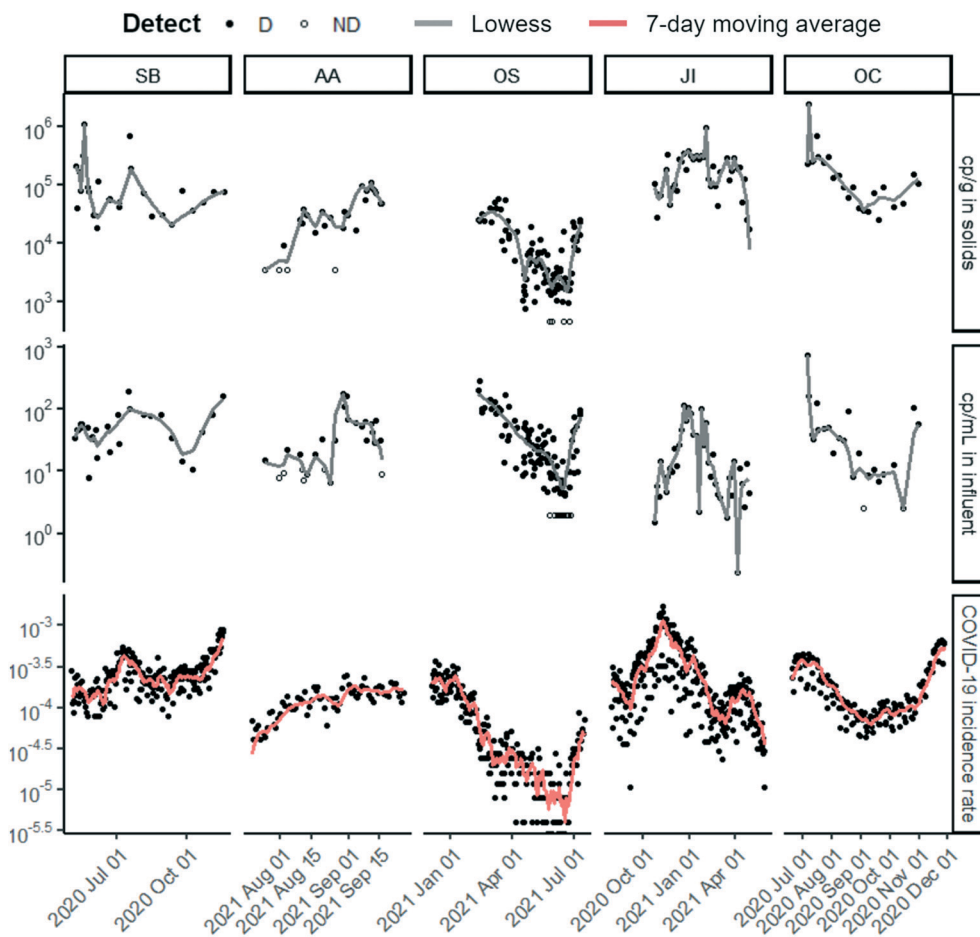 Detect D ND Lowess 7-day moving average
SB AA OS JI OC
10^6
10^5
10^4
10^3
cp/g in solids
10^3
10^2
10^1
10^0
cp/mL in influent
10^-3
10^-3.5
10^-4
10^-4.5
10^-5
10^-5.5
COVID-19 incidence rate
2020 Jul 01
2020 Oct 01
2021 Aug 01
2021 Aug 15
2021 Sep 01
2021 Sep 15
2021 Jan 01
2021 Apr 01
2021 Jul 01
2020 Oct 01
2021 Jan 01
2021 Apr 01
2020 Jul 01
2020 Aug 01
2020 Sep 01
2020 Oct 01
2020 Nov 01
2020 Dec 01